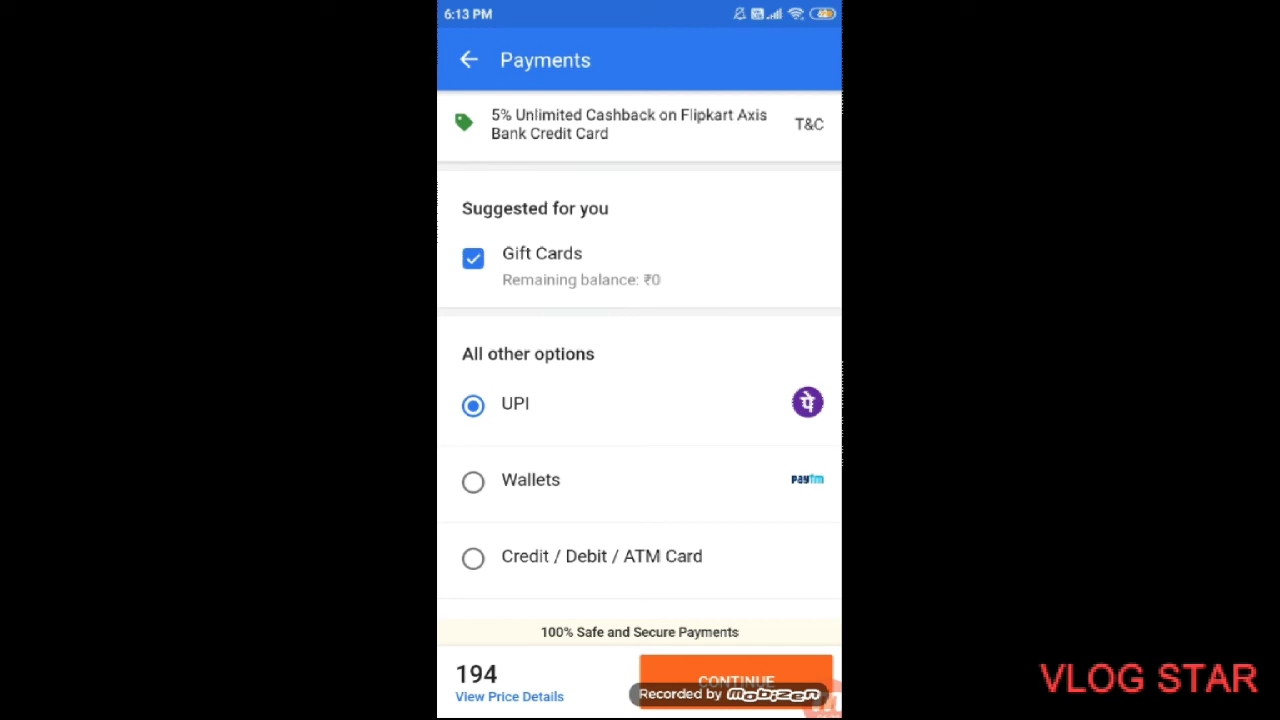 6:13 PM
Payments
5% Unlimited Cashback on Flipkart Axis
Bank Credit Card
T&C
Suggested for you
Gift Cards
Remaining balance: ₹0
All other options
UPI
पे
Wallets
paytm
Credit / Debit / ATM Card
100% Safe and Secure Payments
194
View Price Details
CONTINUE
Recorded by mobizen
VLOG STAR